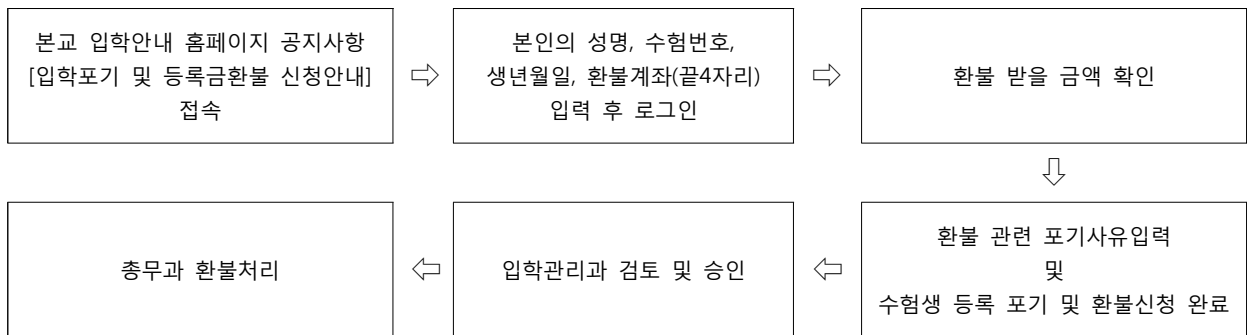 본교 입학안내 홈페이지 공지사항
[입학포기 및 등록금환불 신청안내]
접속
본인의 성명, 수험번호,
생년월일, 환불계좌(끝4자리)
입력 후 로그인
환불 받을 금액 확인
환불 관련 포기사유입력
및
수험생 등록 포기 및 환불신청 완료
입학관리과 검토 및 승인
총무과 환불처리